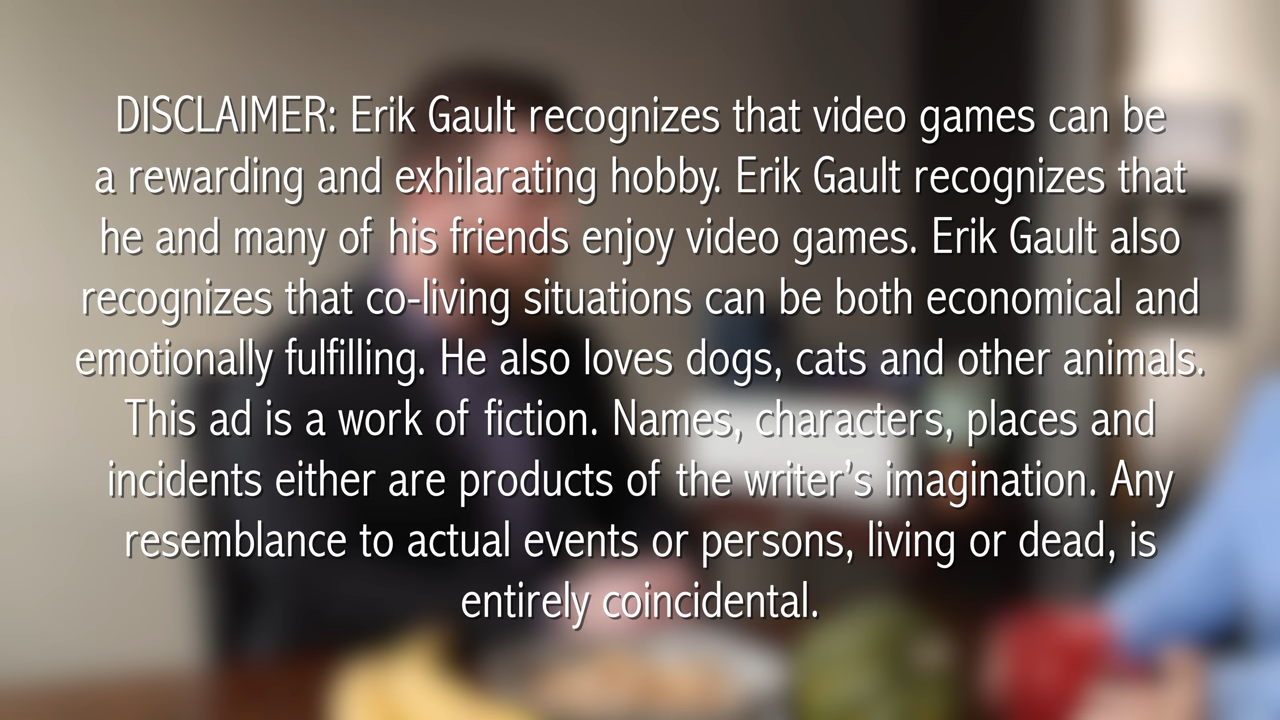 DISCLAIMER: Erik Gault recognizes that video games can be
a rewarding and exhilarating hobby. Erik Gault recognizes that
he and many of his friends enjoy video games. Erik Gault also
recognizes that co-living situations can be both economical and
emotionally fulfilling. He also loves dogs, cats and other animals.
This ad is a work of fiction. Names, characters, places and
incidents either are products of the writer's imagination. Any
resemblance to actual events or persons, living or dead, is
entirely coincidental.